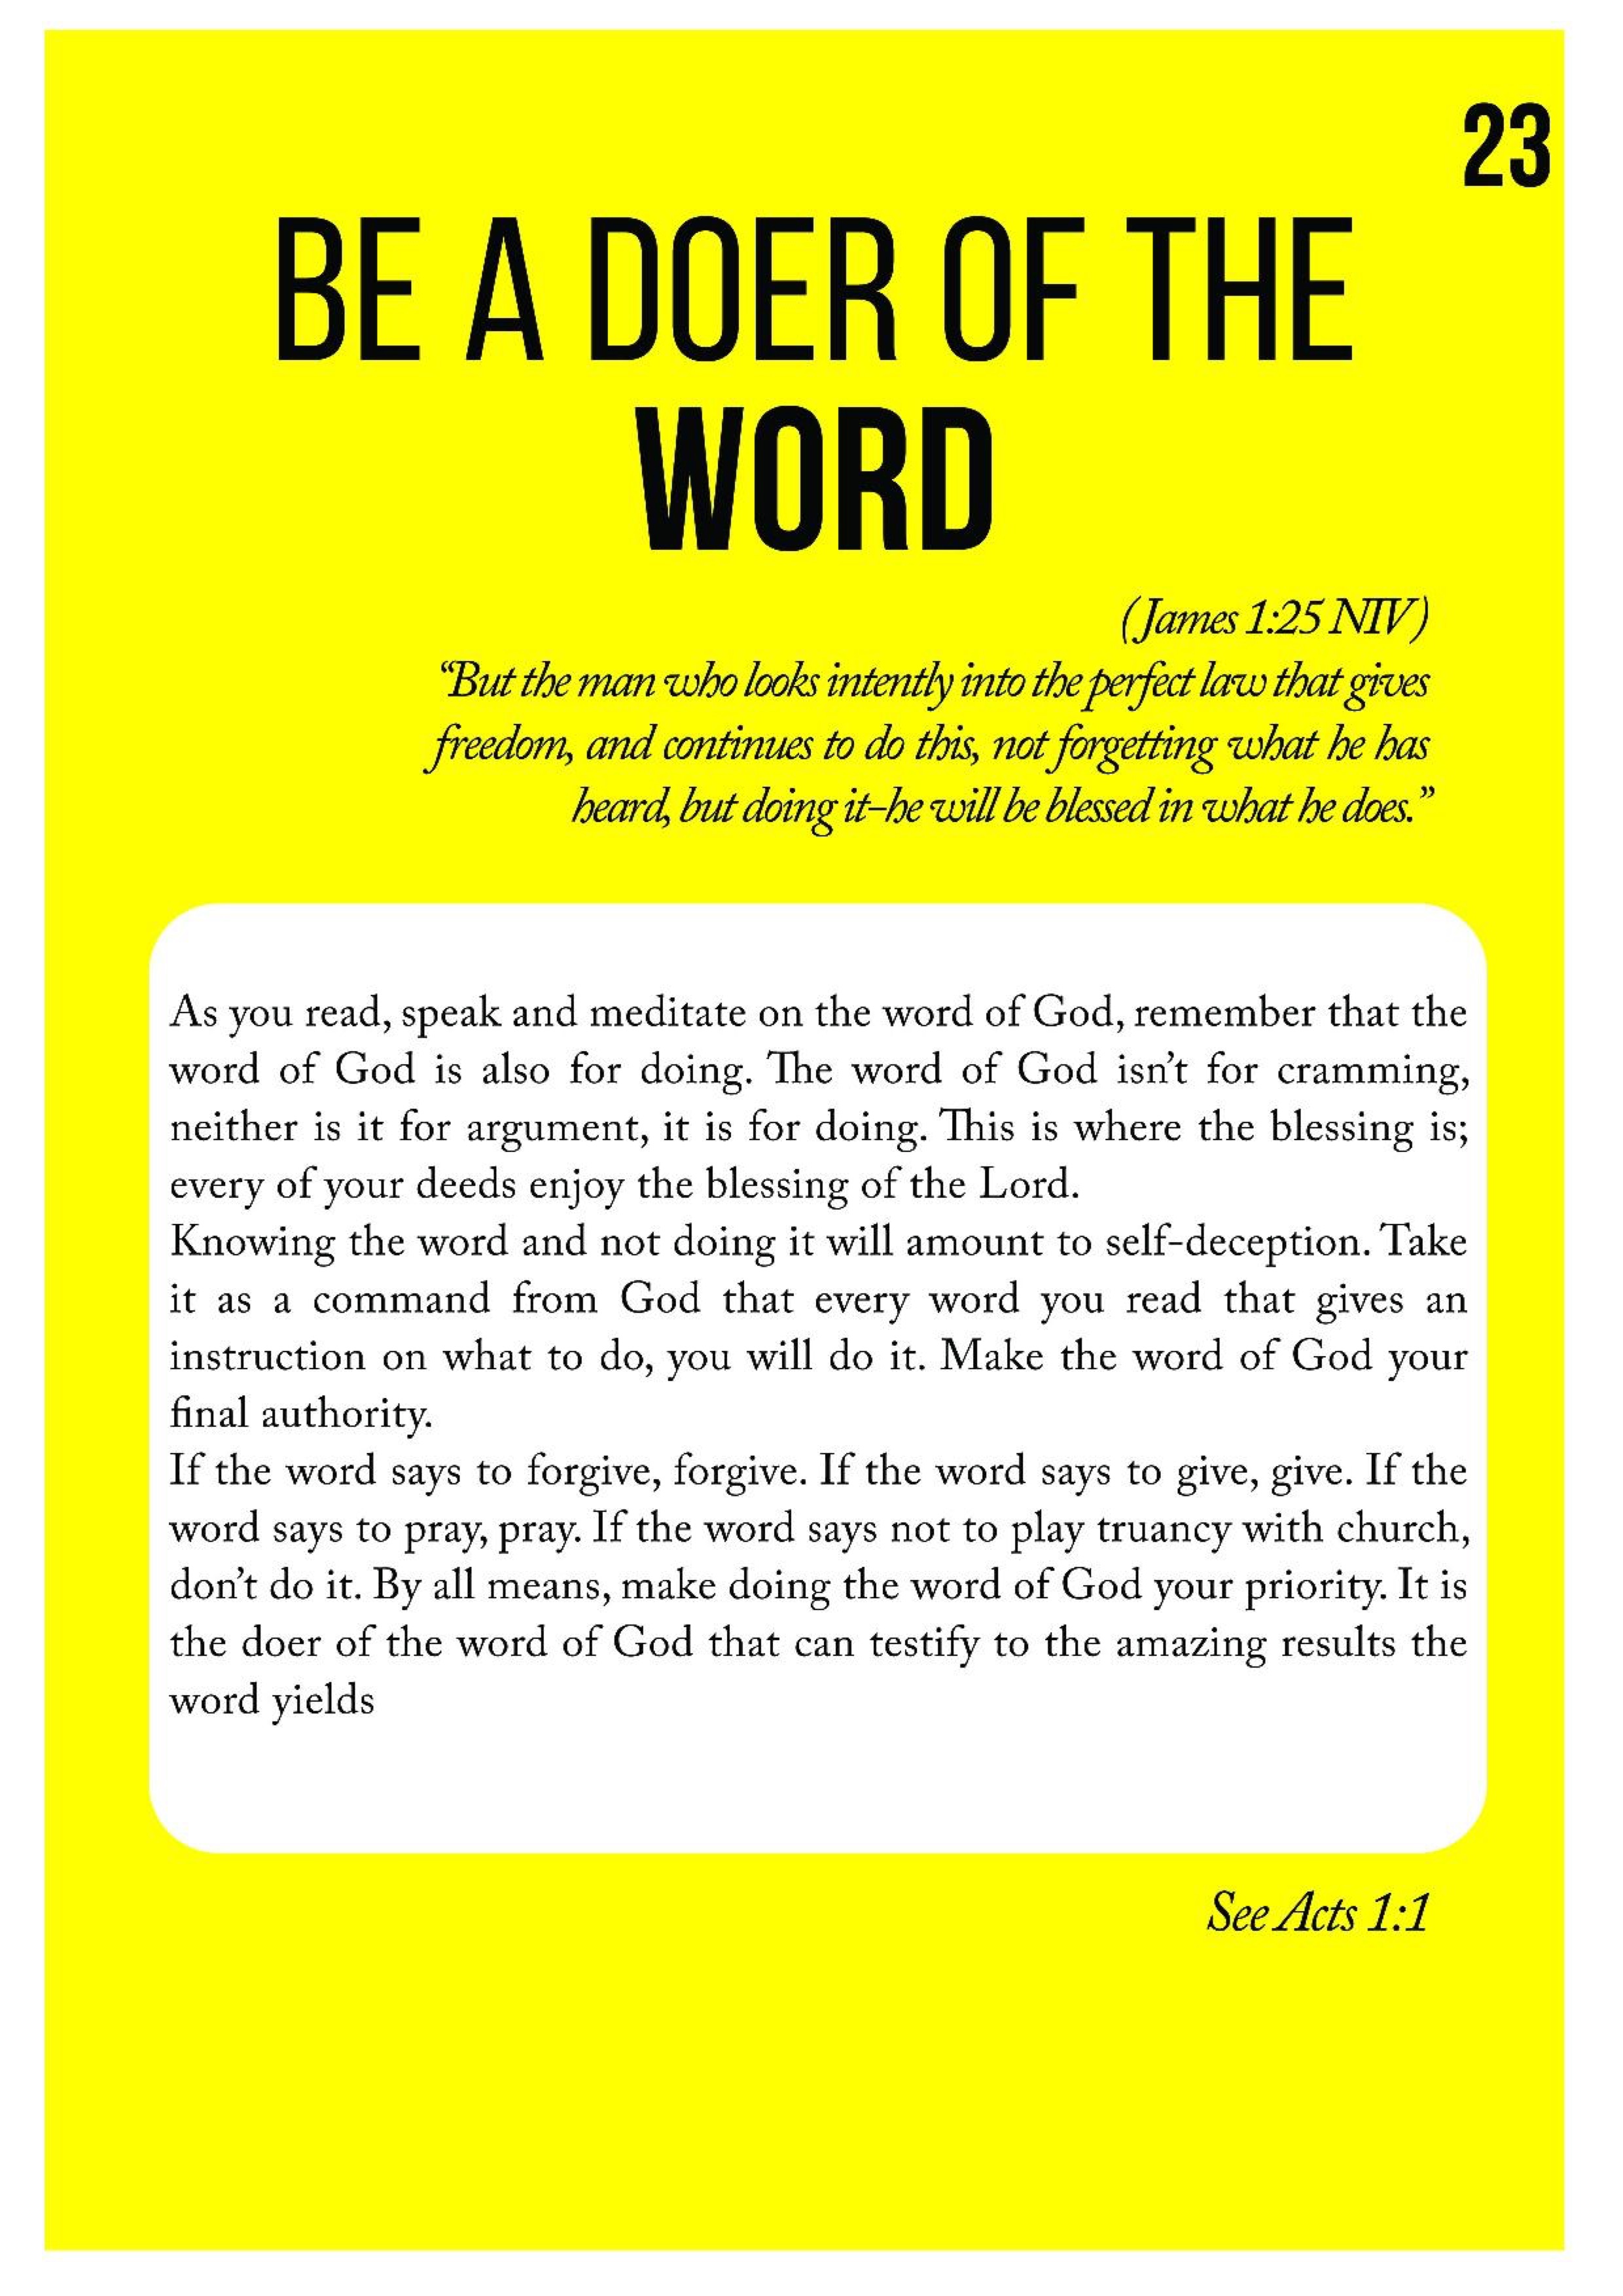 23
BE A DOER OF THE
WORD
(James 1:25 NIV)
“But the man who looks intently into the perfect law that gives
freedom, and continues to do this, not forgetting what he has
heard, but doing it–he will be blessed in what he does.”
As you read, speak and meditate on the word of God, remember that the
word of God is also for doing. The word of God isn’t for cramming,
neither is it for argument, it is for doing. This is where the blessing is;
every of your deeds enjoy the blessing of the Lord.
Knowing the word and not doing it will amount to self-deception. Take
it as a command from God that every word you read that gives an
instruction on what to do, you will do it. Make the word of God your
final authority.
If the word says to forgive, forgive. If the word says to give, give. If the
word says to pray, pray. If the word says not to play truancy with church,
don’t do it. By all means, make doing the word of God your priority. It is
the doer of the word of God that can testify to the amazing results the
word yields
See Acts 1:1